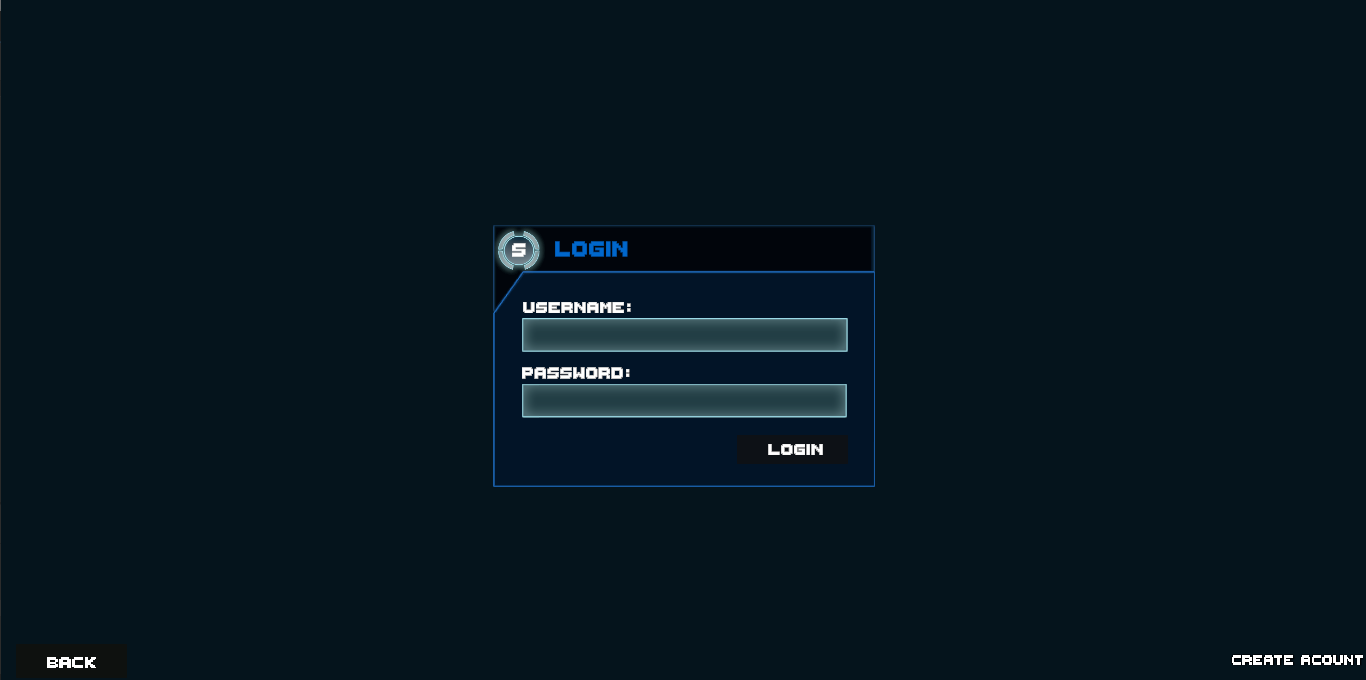 S
LOGIN
USERNAME:
PASSWORD:
LOGIN
BACK
CREATE ACOUNT